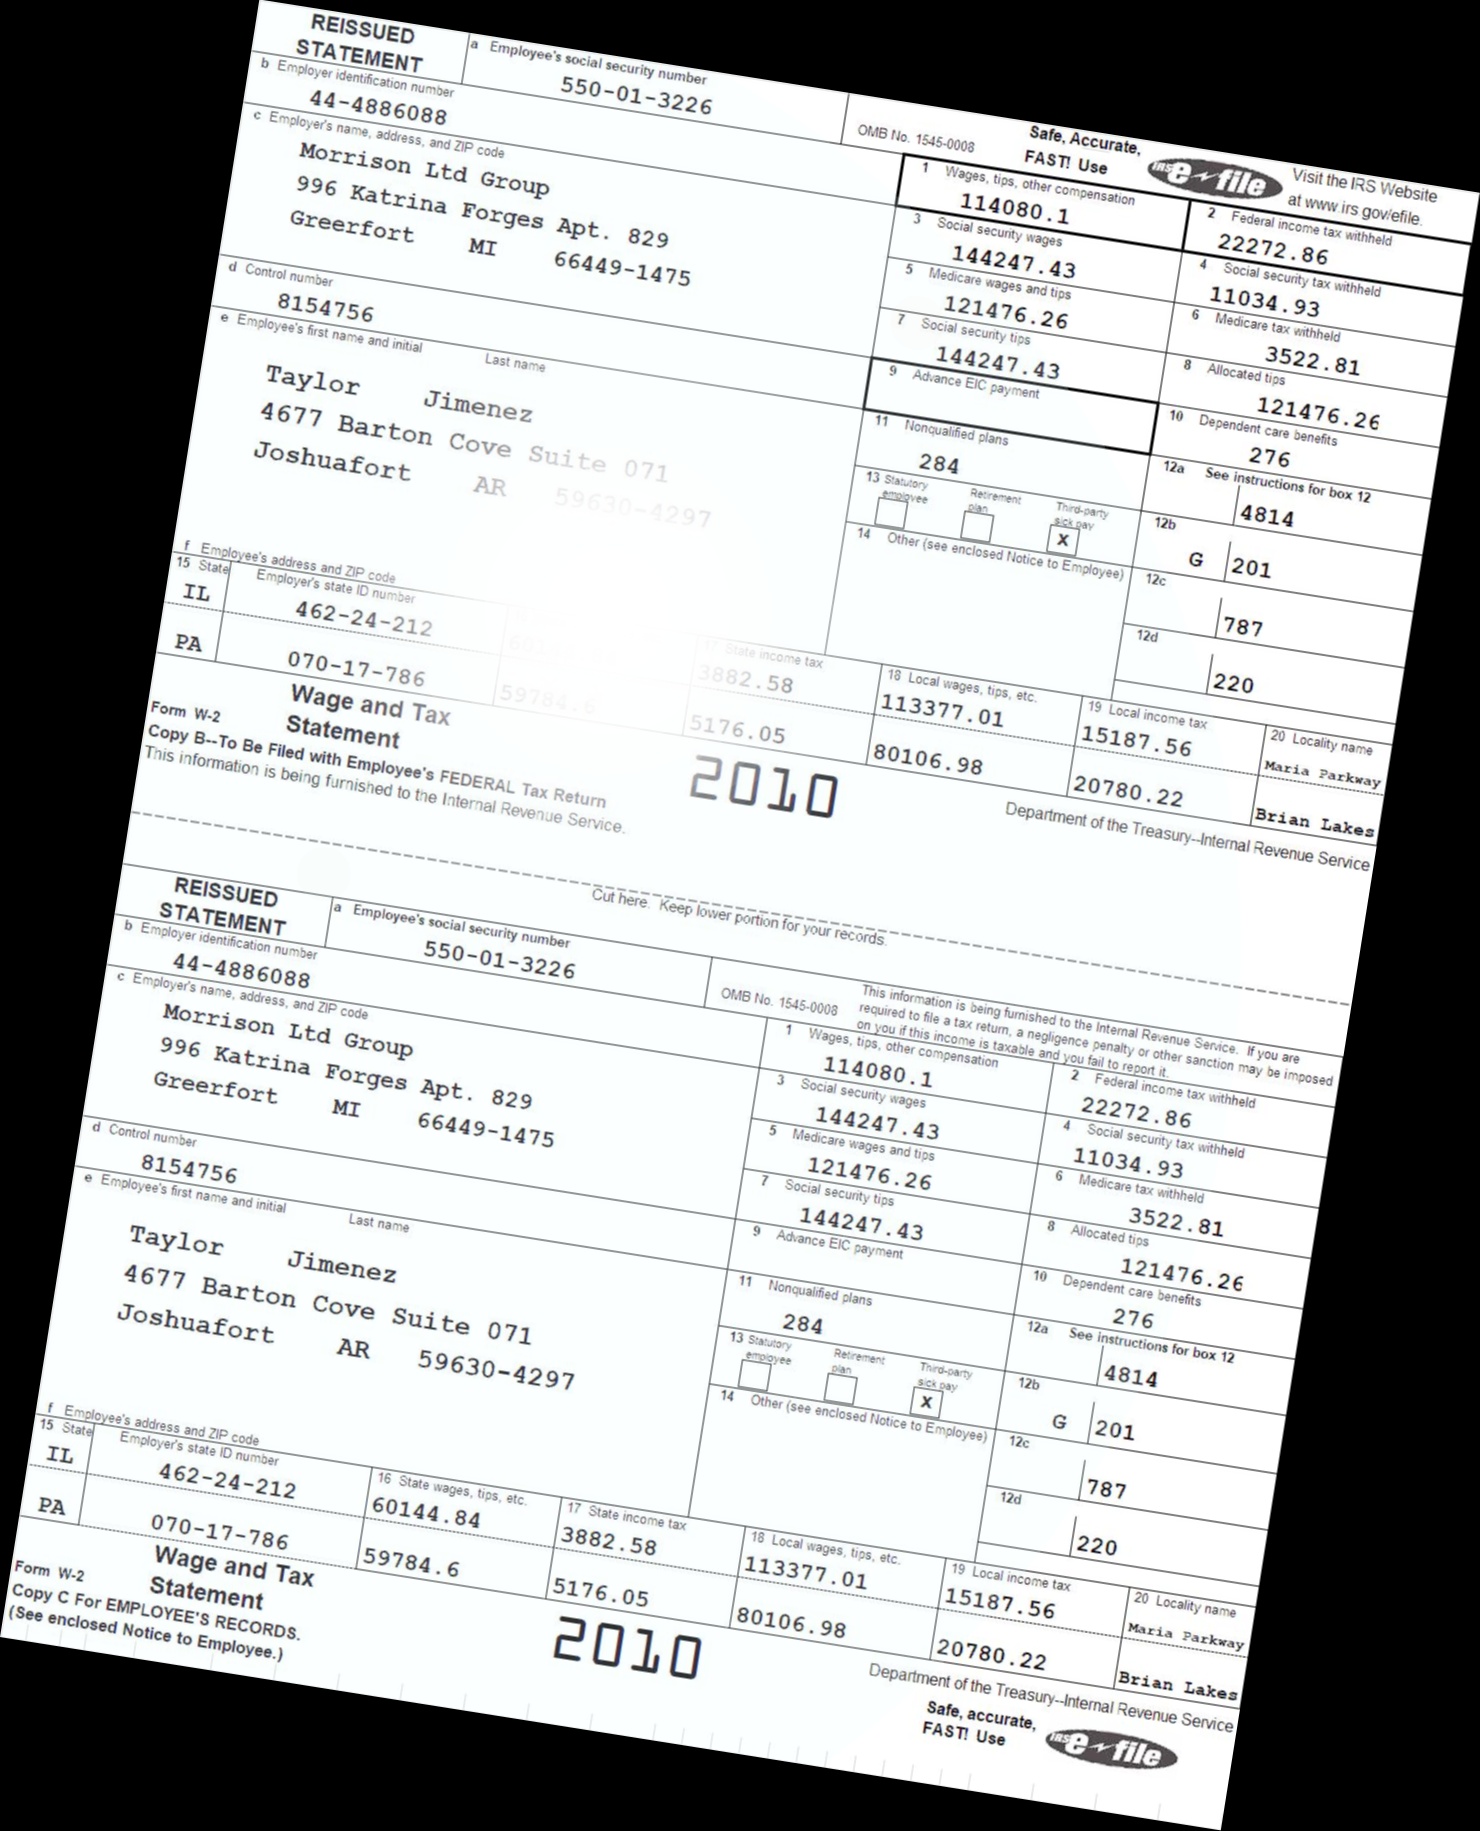 REISSUED
STATEMENT
a Employee's social security number
550-01-3226
OMB No. 1545-0008
Safe, Accurate,
FAST! Use
IRS e-file
Visit the IRS Website
at www.irs.gov/efile.
b Employer identification number
44-4886088
1 Wages, tips, other compensation
114080.1
2 Federal income tax withheld
22272.86
c Employer's name, address, and ZIP code
Morrison Ltd Group
996 Katrina Forges Apt. 829
Greerfort MI 66449-1475
3 Social security wages
144247.43
4 Social security tax withheld
11034.93
5 Medicare wages and tips
121476.26
6 Medicare tax withheld
3522.81
7 Social security tips
144247.43
8 Allocated tips
121476.26
d Control number
8154756
9 Advance EIC payment
10 Dependent care benefits
276
e Employee's first name and initial Last name
Taylor Jimenez
4677 Barton Cove Suite 071
Joshuafort AR 59630-4297
11 Nonqualified plans
284
12a See instructions for box 12
4814
13 Statutory employee
Retirement plan
Third-party sick pay
X
12b
G 201
14 Other (see enclosed Notice to Employee)
12c
787
12d
220
f Employee's address and ZIP code
15 State Employer's state ID number
17 State income tax
18 Local wages, tips, etc.
19 Local income tax
20 Locality name
IL 462-24-212 3882.58 113377.01 15187.56 Maria Parkway
PA 070-17-786 59784.6 5176.05 80106.98 20780.22 Brian Lakes
Form W-2
Wage and Tax
Statement
2010
Department of the Treasury--Internal Revenue Service
Copy B--To Be Filed with Employee's FEDERAL Tax Return
This information is being furnished to the Internal Revenue Service.
Cut here. Keep lower portion for your records.
REISSUED
STATEMENT
a Employee's social security number
550-01-3226
OMB No. 1545-0008
This information is being furnished to the Internal Revenue Service. If you are
required to file a tax return, a negligence penalty or other sanction may be imposed
on you if this income is taxable and you fail to report it.
b Employer identification number
44-4886088
1 Wages, tips, other compensation
114080.1
2 Federal income tax withheld
22272.86
c Employer's name, address, and ZIP code
Morrison Ltd Group
996 Katrina Forges Apt. 829
Greerfort MI 66449-1475
3 Social security wages
144247.43
4 Social security tax withheld
11034.93
5 Medicare wages and tips
121476.26
6 Medicare tax withheld
3522.81
7 Social security tips
144247.43
8 Allocated tips
121476.26
d Control number
8154756
9 Advance EIC payment
10 Dependent care benefits
276
e Employee's first name and initial Last name
Taylor Jimenez
4677 Barton Cove Suite 071
Joshuafort AR 59630-4297
11 Nonqualified plans
284
12a See instructions for box 12
4814
13 Statutory employee
Retirement plan
Third-party sick pay
X
12b
G 201
14 Other (see enclosed Notice to Employee)
12c
787
12d
220
f Employee's address and ZIP code
15 State Employer's state ID number
16 State wages, tips, etc.
17 State income tax
18 Local wages, tips, etc.
19 Local income tax
20 Locality name
IL 462-24-212 60144.84 3882.58 113377.01 15187.56 Maria Parkway
PA 070-17-786 59784.6 5176.05 80106.98 20780.22 Brian Lakes
Form W-2
Wage and Tax
Statement
2010
Department of the Treasury--Internal Revenue Service
Copy C For EMPLOYEE'S RECORDS.
(See enclosed Notice to Employee.)
Safe, accurate,
FAST! Use
IRS e-file